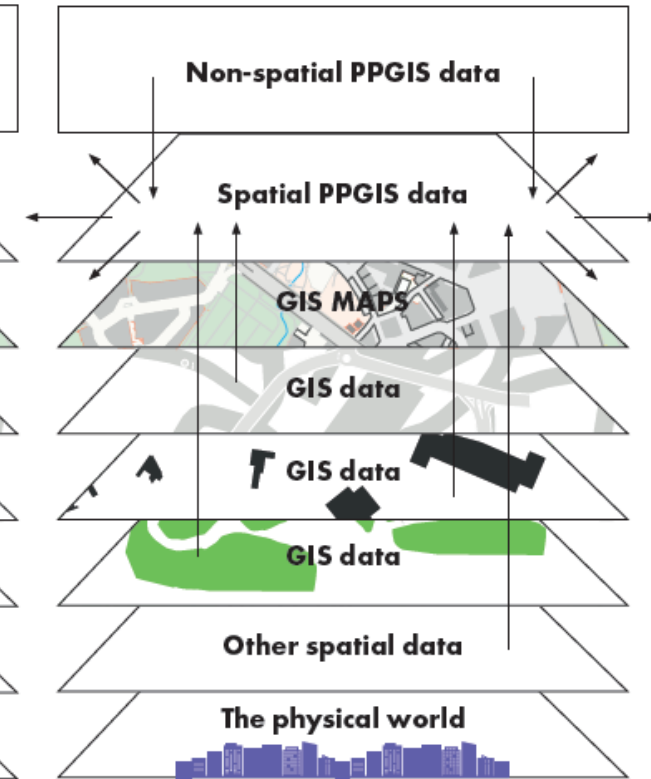 Non-spatial PPGIS data
Spatial PPGIS data
GIS MAPS
GIS data
GIS data
GIS data
Other spatial data
The physical world